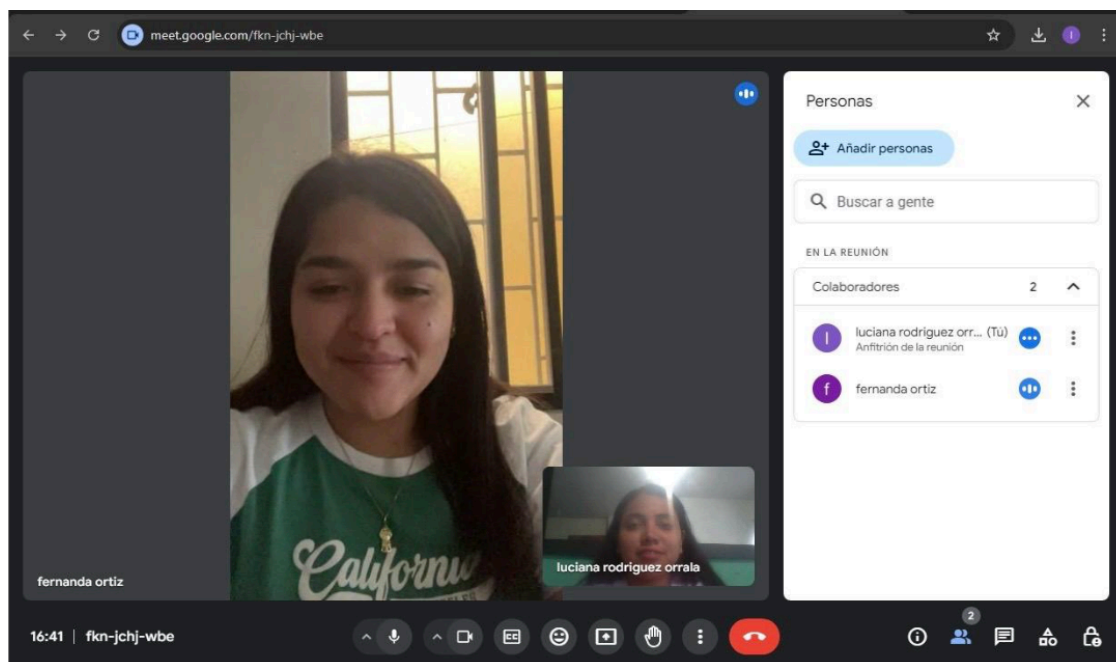 meet.google.com/fkn-jchj-wbe
Personas
Añadir personas
Buscar a gente
EN LA REUNIÓN
Colaboradores 2
luciana rodriguez orr... (Tú)
Anfitrión de la reunión
fernanda ortiz
California
fernanda ortiz
luciana rodriguez orrala
16:41 | fkn-jchj-wbe
2